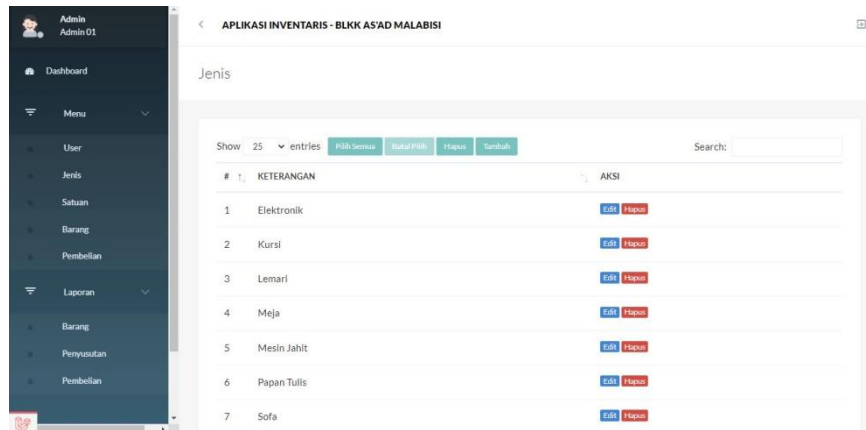 Admin
Admin 01
Dashboard
Menu
User
Jenis
Satuan
Barang
Pembelian
Laporan
Barang
Penyusutan
Pembelian
APLIKASI INVENTARIS - BLKK AS'AD MALABISI
Jenis
Show 25 entries Pilih Semua Batal Pilih Hapus Tambah Search:
# KETERANGAN AKSI
1 Elektronik Edit Hapus
2 Kursi Edit Hapus
3 Lemari Edit Hapus
4 Meja Edit Hapus
5 Mesin Jahit Edit Hapus
6 Papan Tulis Edit Hapus
7 Sofa Edit Hapus